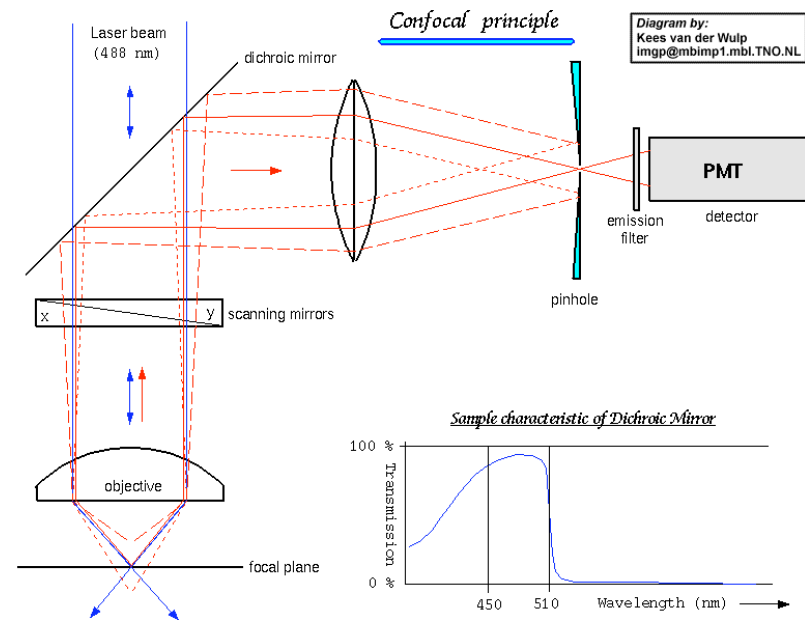 Confocal principle
Diagram by:
Kees van der Wulp
imgp@mbimp1.mbl.TNO.NL
Laser beam
(488 nm)
dichroic mirror
PMT
detector
emission
filter
pinhole
x
y
scanning mirrors
objective
focal plane
Sample characteristic of Dichroic Mirror
100 %
Transmission
0 %
450
510
Wavelength (nm)